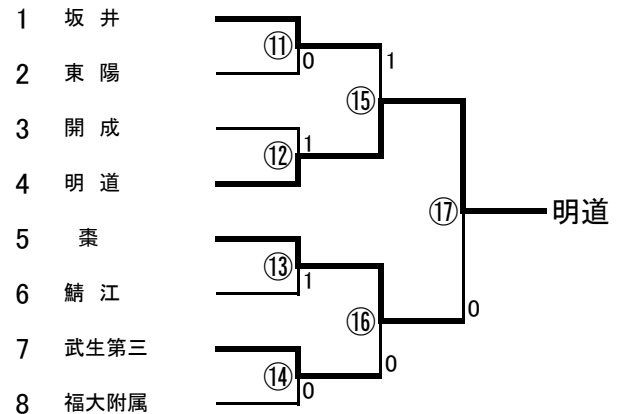 1 坂 井
⑪
0
1
2 東 陽
⑮
3 開 成
1
⑫
4 明 道
⑰ 明道
5 棗
⑬
1
6 鯖 江
⑯
0
7 武生第三
0
⑭
0
8 福大附属